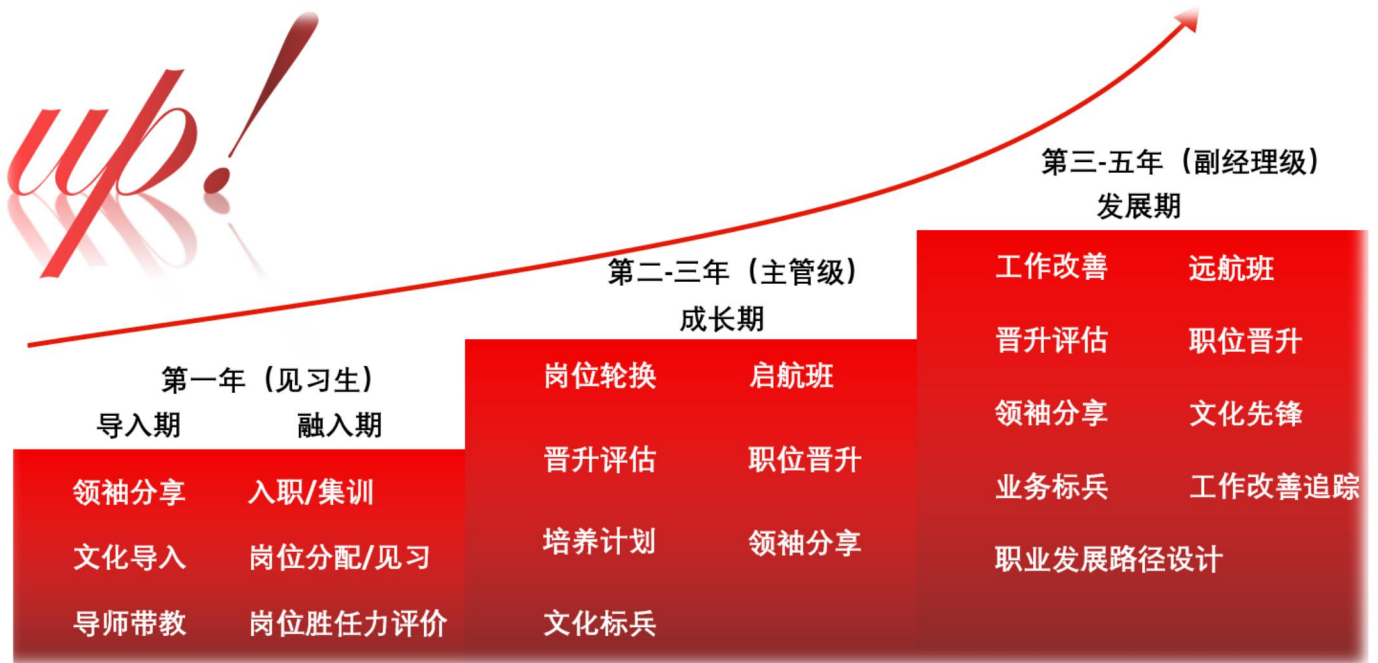 up!
第三-五年（副经理级）
发展期
工作改善 远航班
晋升评估 职位晋升
领袖分享 文化先锋
业务标兵 工作改善追踪
职业发展路径设计
第二-三年（主管级）
成长期
岗位轮换 启航班
晋升评估 职位晋升
培养计划 领袖分享
文化标兵
第一年（见习生）
导入期 融入期
领袖分享 入职/集训
文化导入 岗位分配/见习
导师带教 岗位胜任力评价